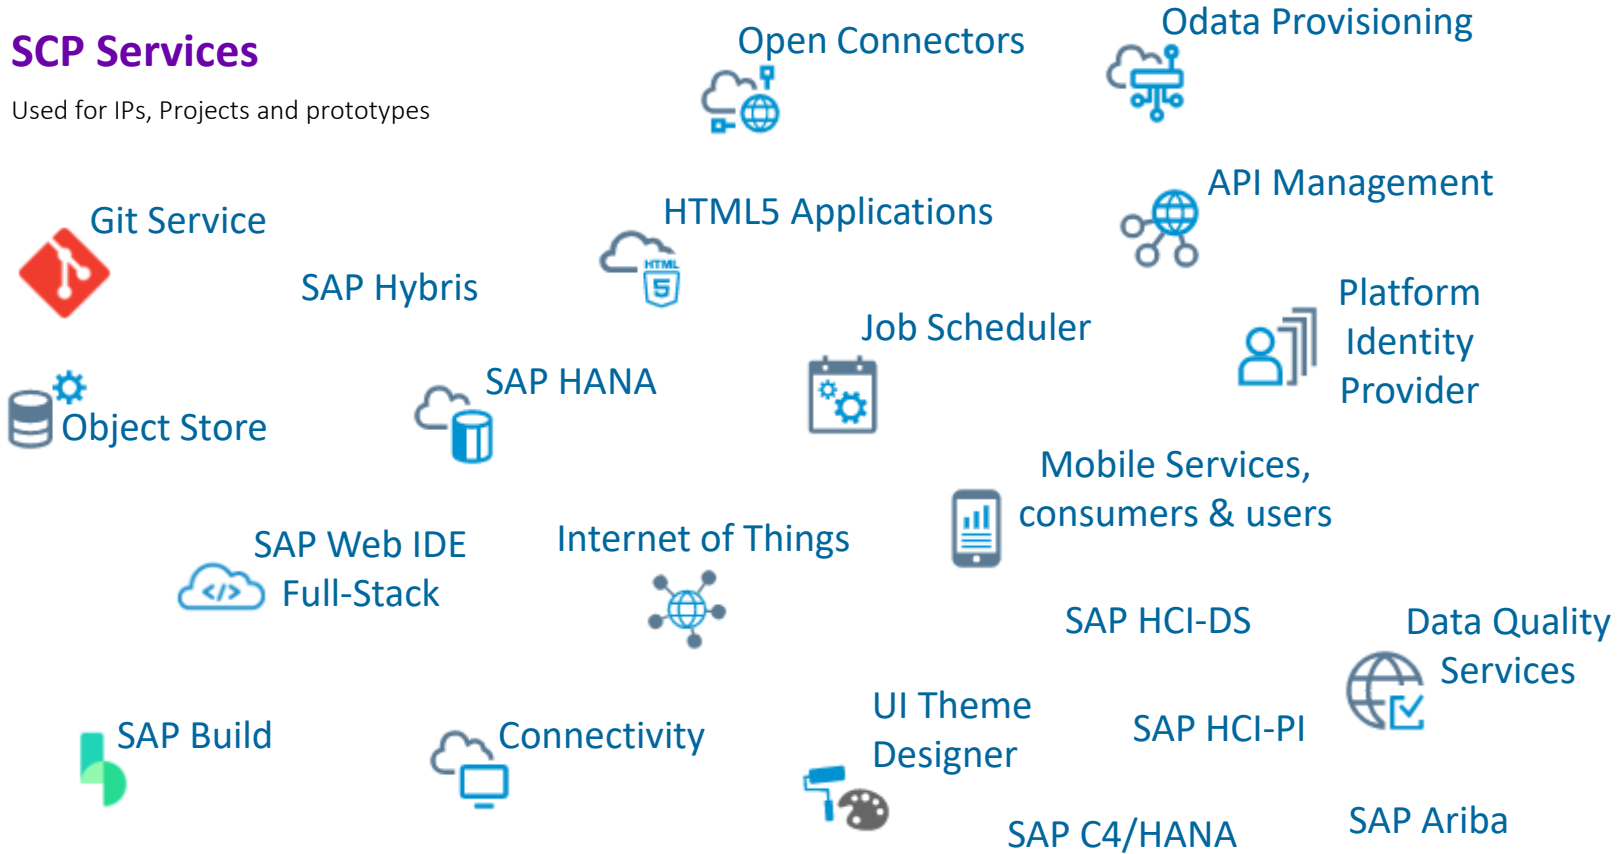 SCP Services
Used for IPs, Projects and prototypes
Open Connectors
Odata Provisioning
Git Service
HTML5 Applications
HTML
5
API Management
SAP Hybris
Job Scheduler
Platform
Identity
Provider
Object Store
SAP HANA
Mobile Services,
consumers & users
SAP Web IDE
Full-Stack
</>
Internet of Things
SAP HCI-DS
Data Quality
Services
SAP Build
Connectivity
UI Theme
Designer
SAP HCI-PI
SAP C4/HANA
SAP Ariba